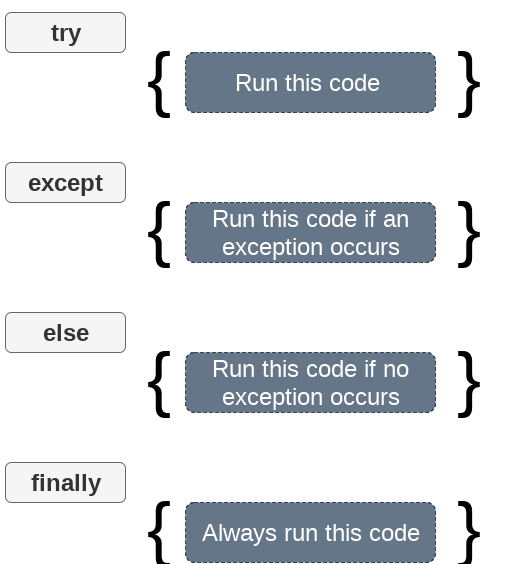 try
{ Run this code }
except
{ Run this code if an
exception occurs }
else
{ Run this code if no
exception occurs }
finally
{ Always run this code }